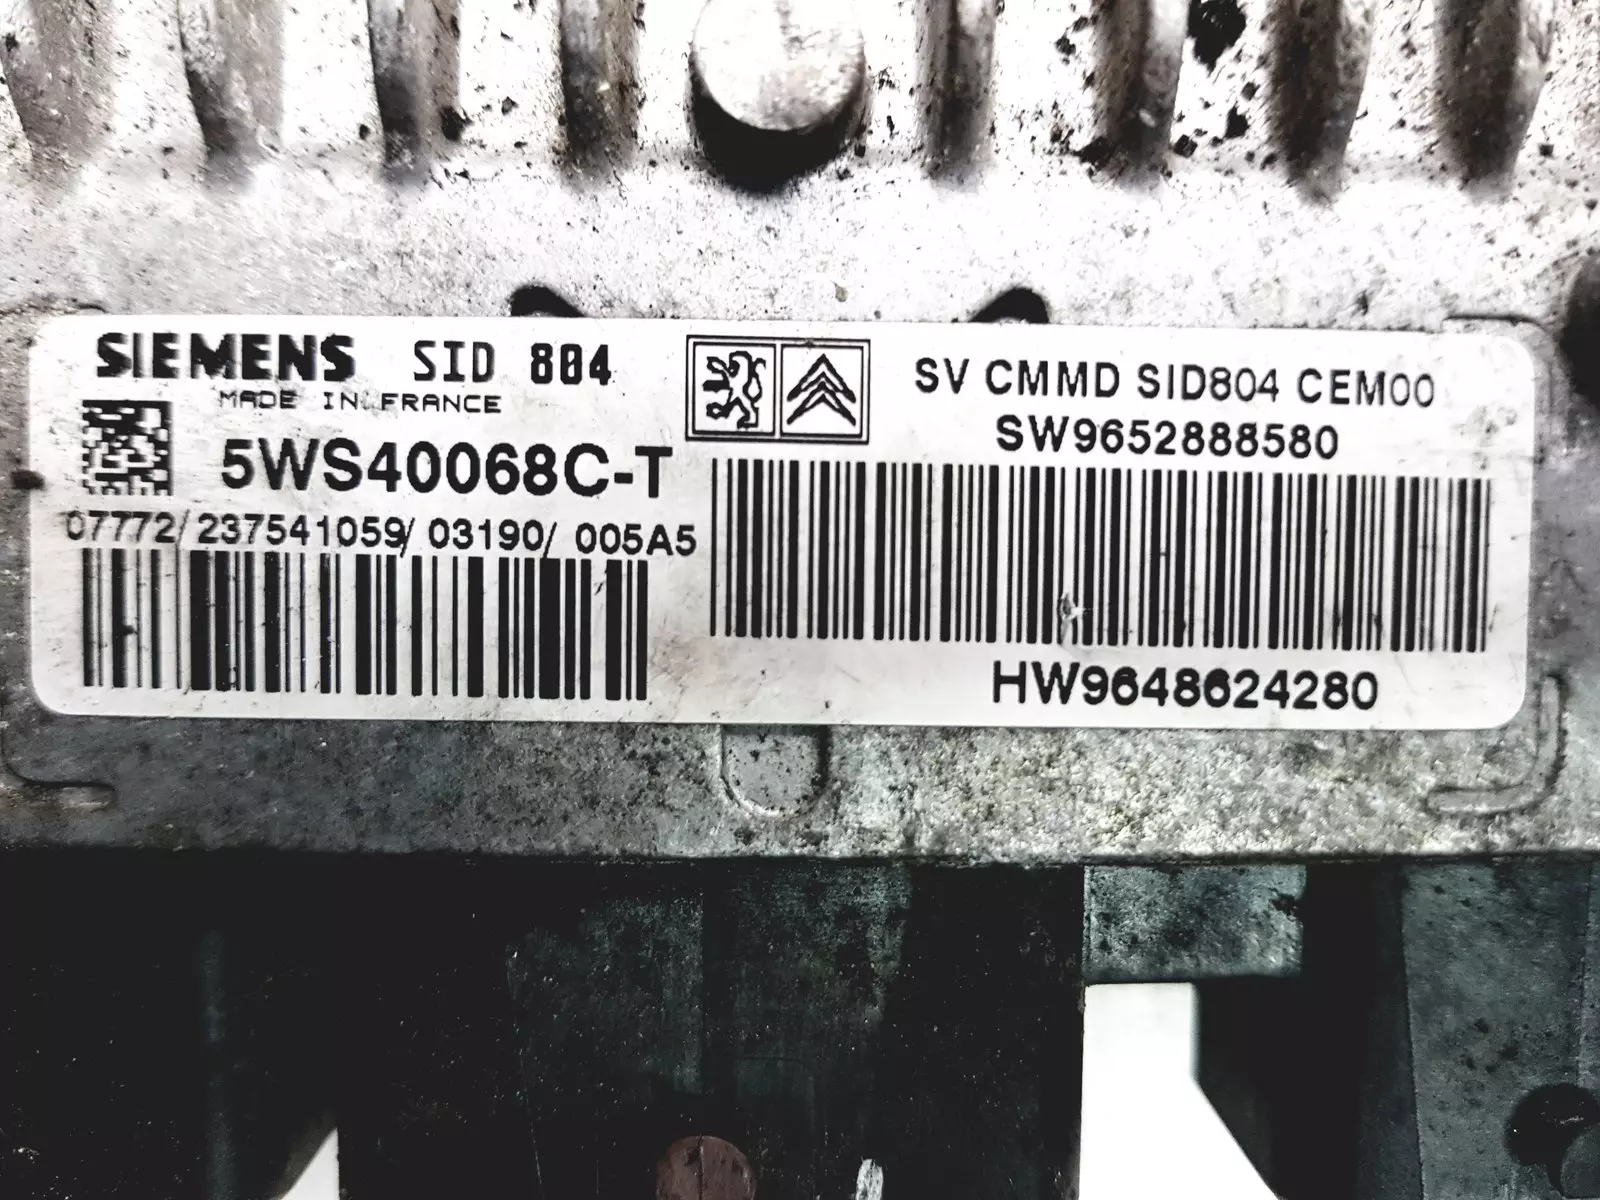 SIEMENS SID 804
MADE IN FRANCE
5WS40068C-T
07772/237541059/03190/005A5
SV CMMD SID804 CEM00
SW9652888580
HW9648624280